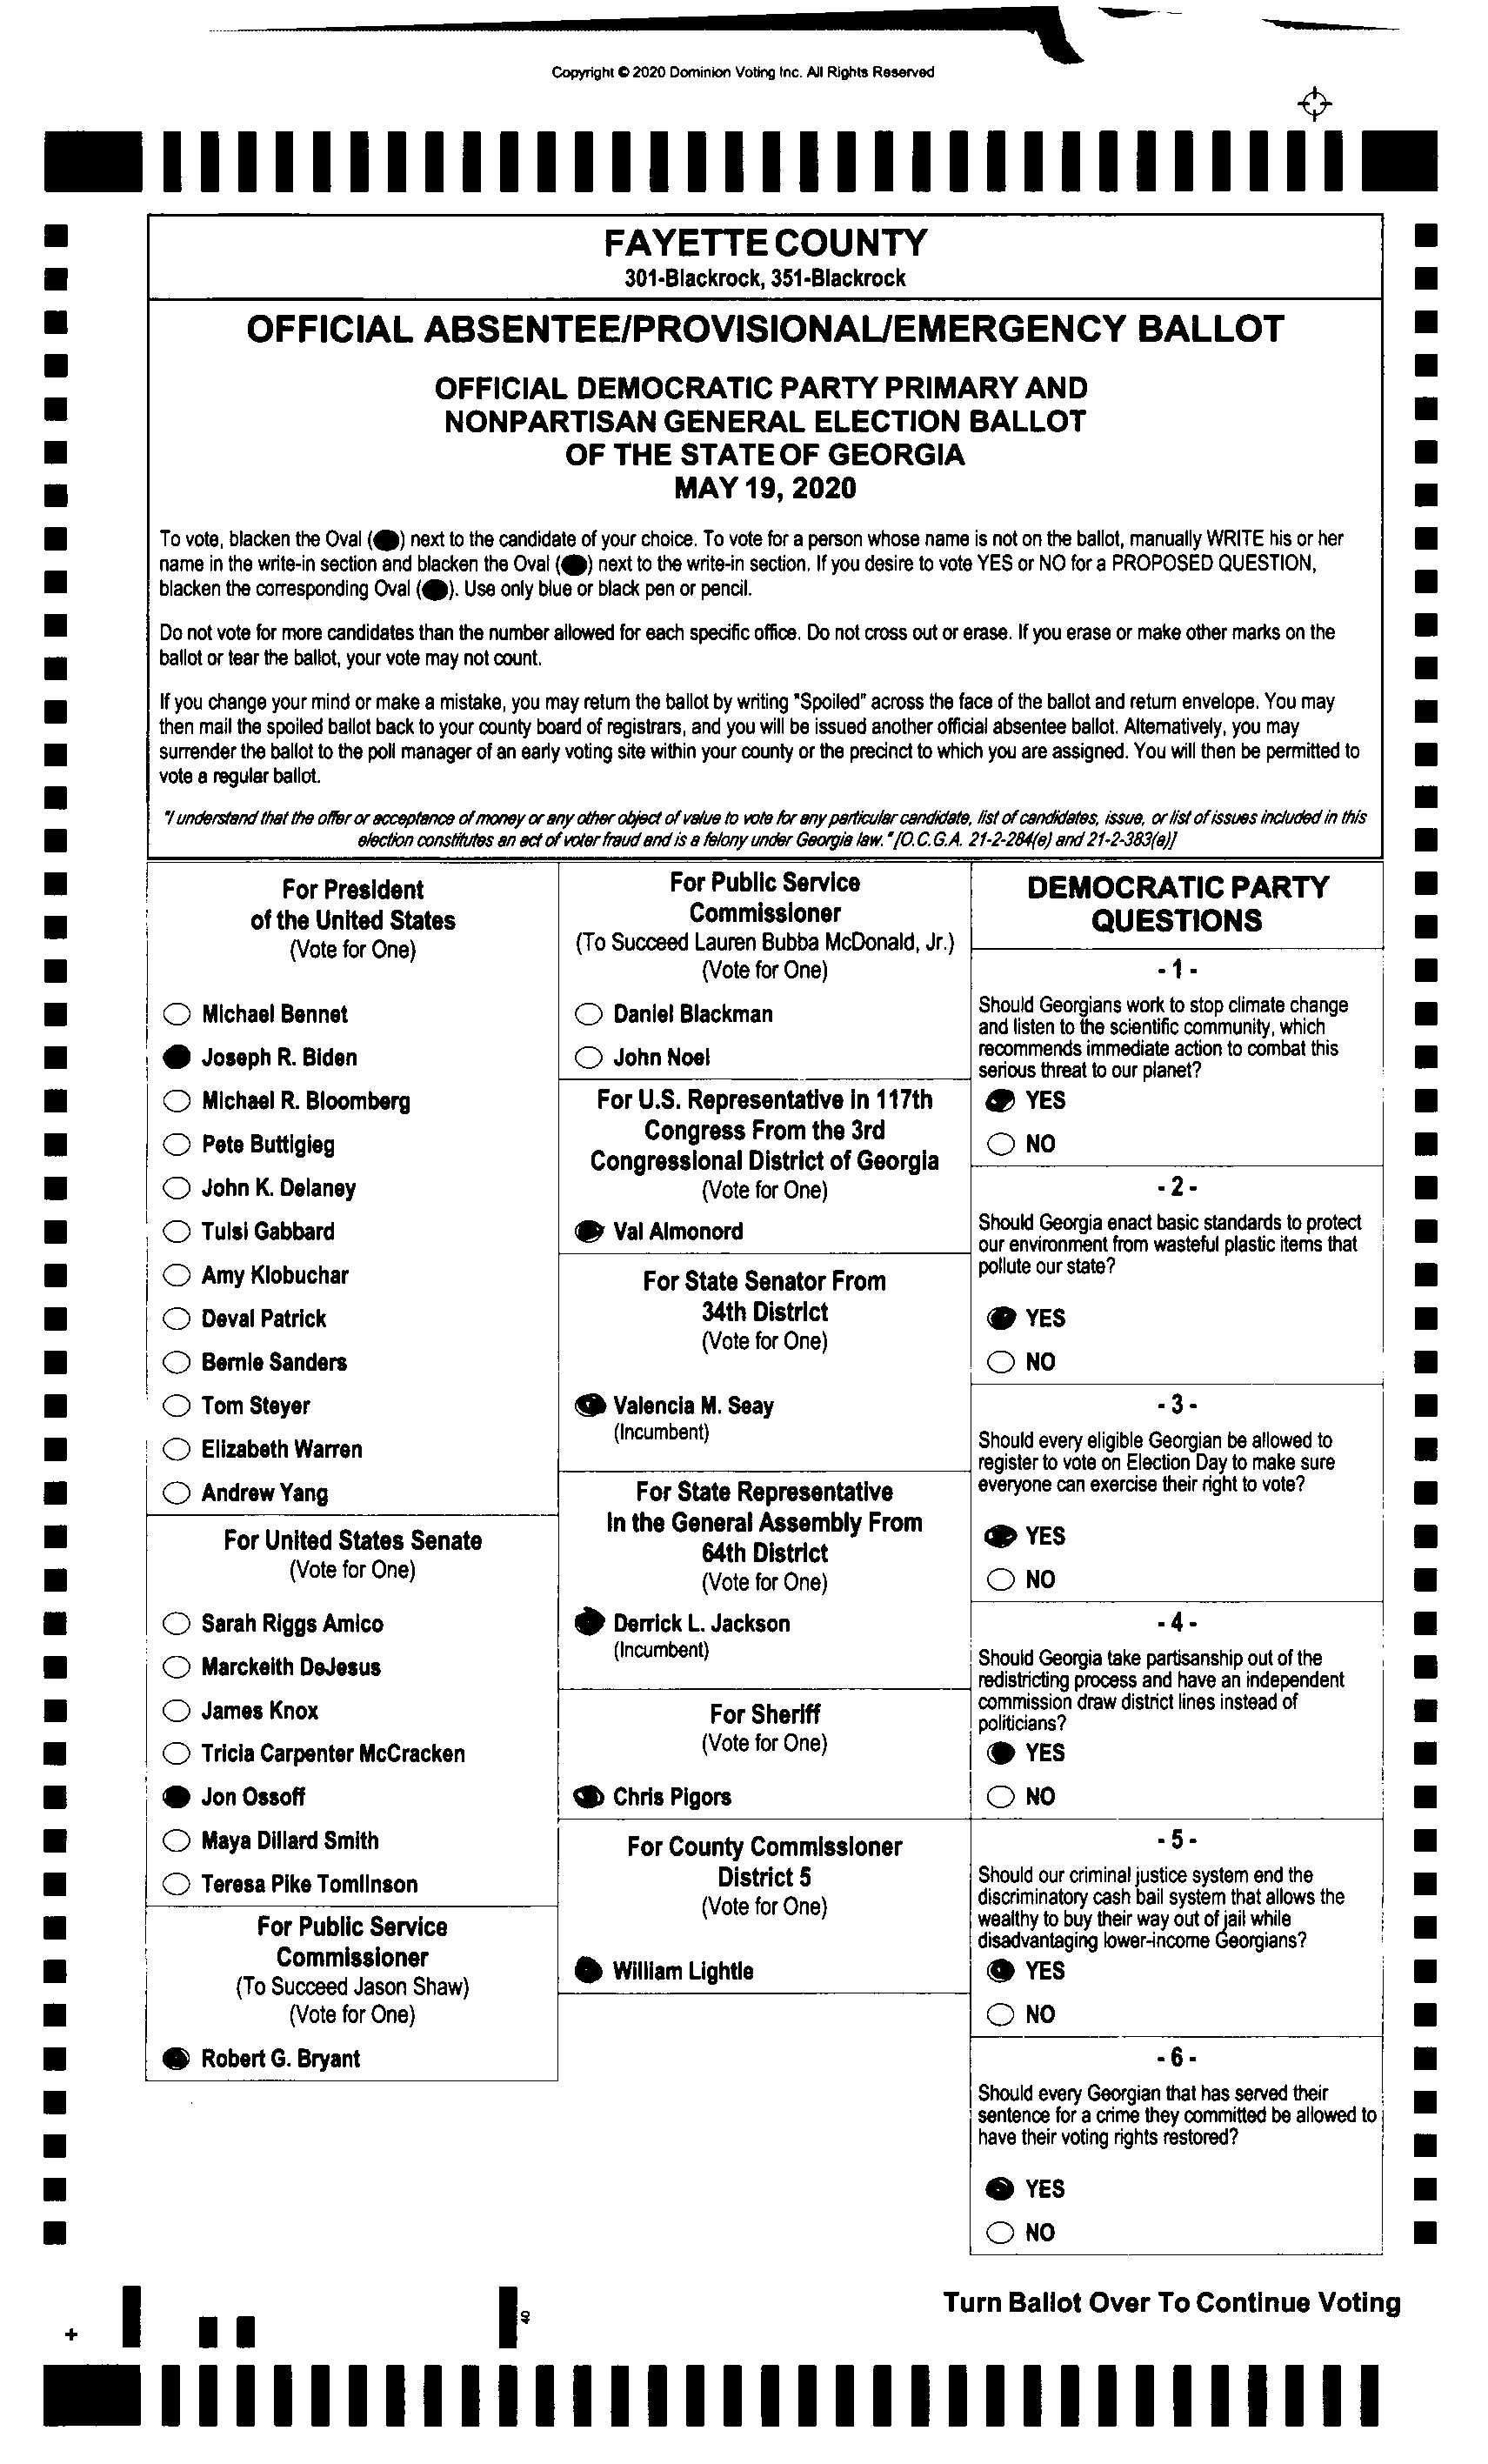 Copyright © 2020 Dominion Voting Inc. All Rights Reserved
FAYETTE COUNTY
301-Blackrock, 351-Blackrock
OFFICIAL ABSENTEE/PROVISIONAL/EMERGENCY BALLOT
OFFICIAL DEMOCRATIC PARTY PRIMARY AND
NONPARTISAN GENERAL ELECTION BALLOT
OF THE STATE OF GEORGIA
MAY 19, 2020
To vote, blacken the Oval ( ) next to the candidate of your choice. To vote for a person whose name is not on the ballot, manually WRITE his or her
name in the write-in section and blacken the Oval ( ) next to the write-in section. If you desire to vote YES or NO for a PROPOSED QUESTION,
blacken the corresponding Oval ( ). Use only blue or black pen or pencil.
Do not vote for more candidates than the number allowed for each specific office. Do not cross out or erase. If you erase or make other marks on the
ballot or tear the ballot, your vote may not count.
If you change your mind or make a mistake, you may return the ballot by writing "Spoiled" across the face of the ballot and return envelope. You may
then mail the spoiled ballot back to your county board of registrars, and you will be issued another official absentee ballot. Alternatively, you may
surrender the ballot to the poll manager of an early voting site within your county or the precinct to which you are assigned. You will then be permitted to
vote a regular ballot.
"I understand that the offer or acceptance of money or any other object of value to vote for any particular candidate, list of candidates, issue, or list of issues included in this
election constitutes an act of voter fraud and is a felony under Georgia law." [O.C.G.A. 21-2-284(e) and 21-2-383(a)]
For President
of the United States
(Vote for One)
Michael Bennet
Joseph R. Biden
Michael R. Bloomberg
Pete Buttigieg
John K. Delaney
Tulsi Gabbard
Amy Klobuchar
Deval Patrick
Bernie Sanders
Tom Steyer
Elizabeth Warren
Andrew Yang
For United States Senate
(Vote for One)
Sarah Riggs Amico
Marckeith DeJesus
James Knox
Tricia Carpenter McCracken
Jon Ossoff
Maya Dillard Smith
Teresa Pike Tomlinson
For Public Service
Commissioner
(To Succeed Jason Shaw)
(Vote for One)
Robert G. Bryant
For Public Service
Commissioner
(To Succeed Lauren Bubba McDonald, Jr.)
(Vote for One)
Daniel Blackman
John Noel
For U.S. Representative in 117th
Congress From the 3rd
Congressional District of Georgia
(Vote for One)
Val Almonord
For State Senator From
34th District
(Vote for One)
Valencia M. Seay
(Incumbent)
For State Representative
In the General Assembly From
64th District
(Vote for One)
Derrick L. Jackson
(Incumbent)
For Sheriff
(Vote for One)
Chris Pigors
For County Commissioner
District 5
(Vote for One)
William Lightle
DEMOCRATIC PARTY
QUESTIONS
- 1 -
Should Georgians work to stop climate change
and listen to the scientific community, which
recommends immediate action to combat this
serious threat to our planet?
YES
NO
- 2 -
Should Georgia enact basic standards to protect
our environment from wasteful plastic items that
pollute our state?
YES
NO
- 3 -
Should every eligible Georgian be allowed to
register to vote on Election Day to make sure
everyone can exercise their right to vote?
YES
NO
- 4 -
Should Georgia take partisanship out of the
redistricting process and have an independent
commission draw district lines instead of
politicians?
YES
NO
- 5 -
Should our criminal justice system end the
discriminatory cash bail system that allows the
wealthy to buy their way out of jail while
disadvantaging lower-income Georgians?
YES
NO
- 6 -
Should every Georgian that has served their
sentence for a crime they committed be allowed to
have their voting rights restored?
YES
NO
Turn Ballot Over To Continue Voting